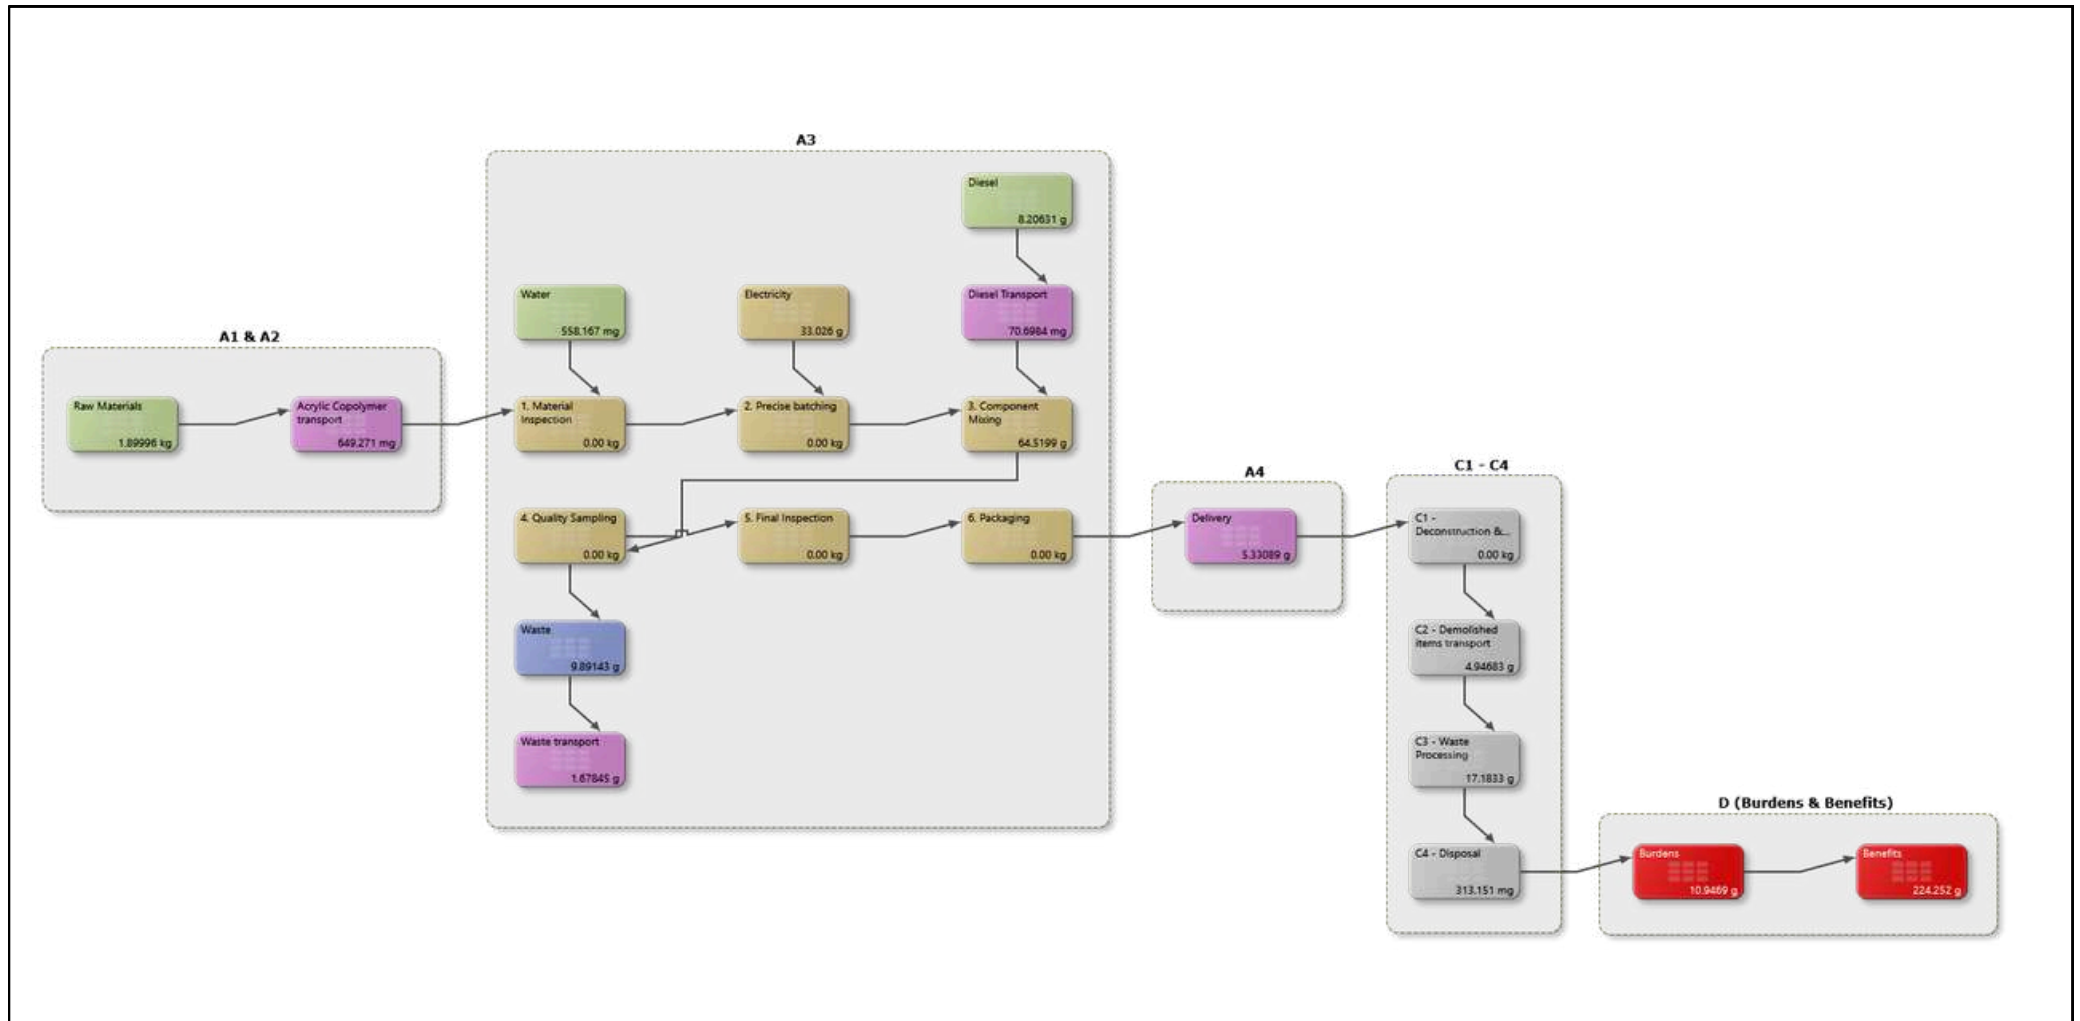 A1 & A2
Raw Materials
1.89996 kg
Acrylic Copolymer
transport
649.271 mg
A3
Diesel
8.20631 g
Water
558.167 mg
Electricity
33.026 g
Diesel Transport
70.6984 mg
1. Material
Inspection
0.00 kg
2. Precise batching
0.00 kg
3. Component
Mixing
64.5199 g
4. Quality Sampling
0.00 kg
5. Final Inspection
0.00 kg
6. Packaging
0.00 kg
Waste
9.89143 g
Waste transport
1.67845 g
A4
Delivery
5.33089 g
C1 - C4
C1 -
Deconstruction &...
0.00 kg
C2 - Demolished
items transport
4.94683 g
C3 - Waste
Processing
17.1833 g
C4 - Disposal
313.151 mg
D (Burdens & Benefits)
Burdens
10.9469 g
Benefits
224.252 g